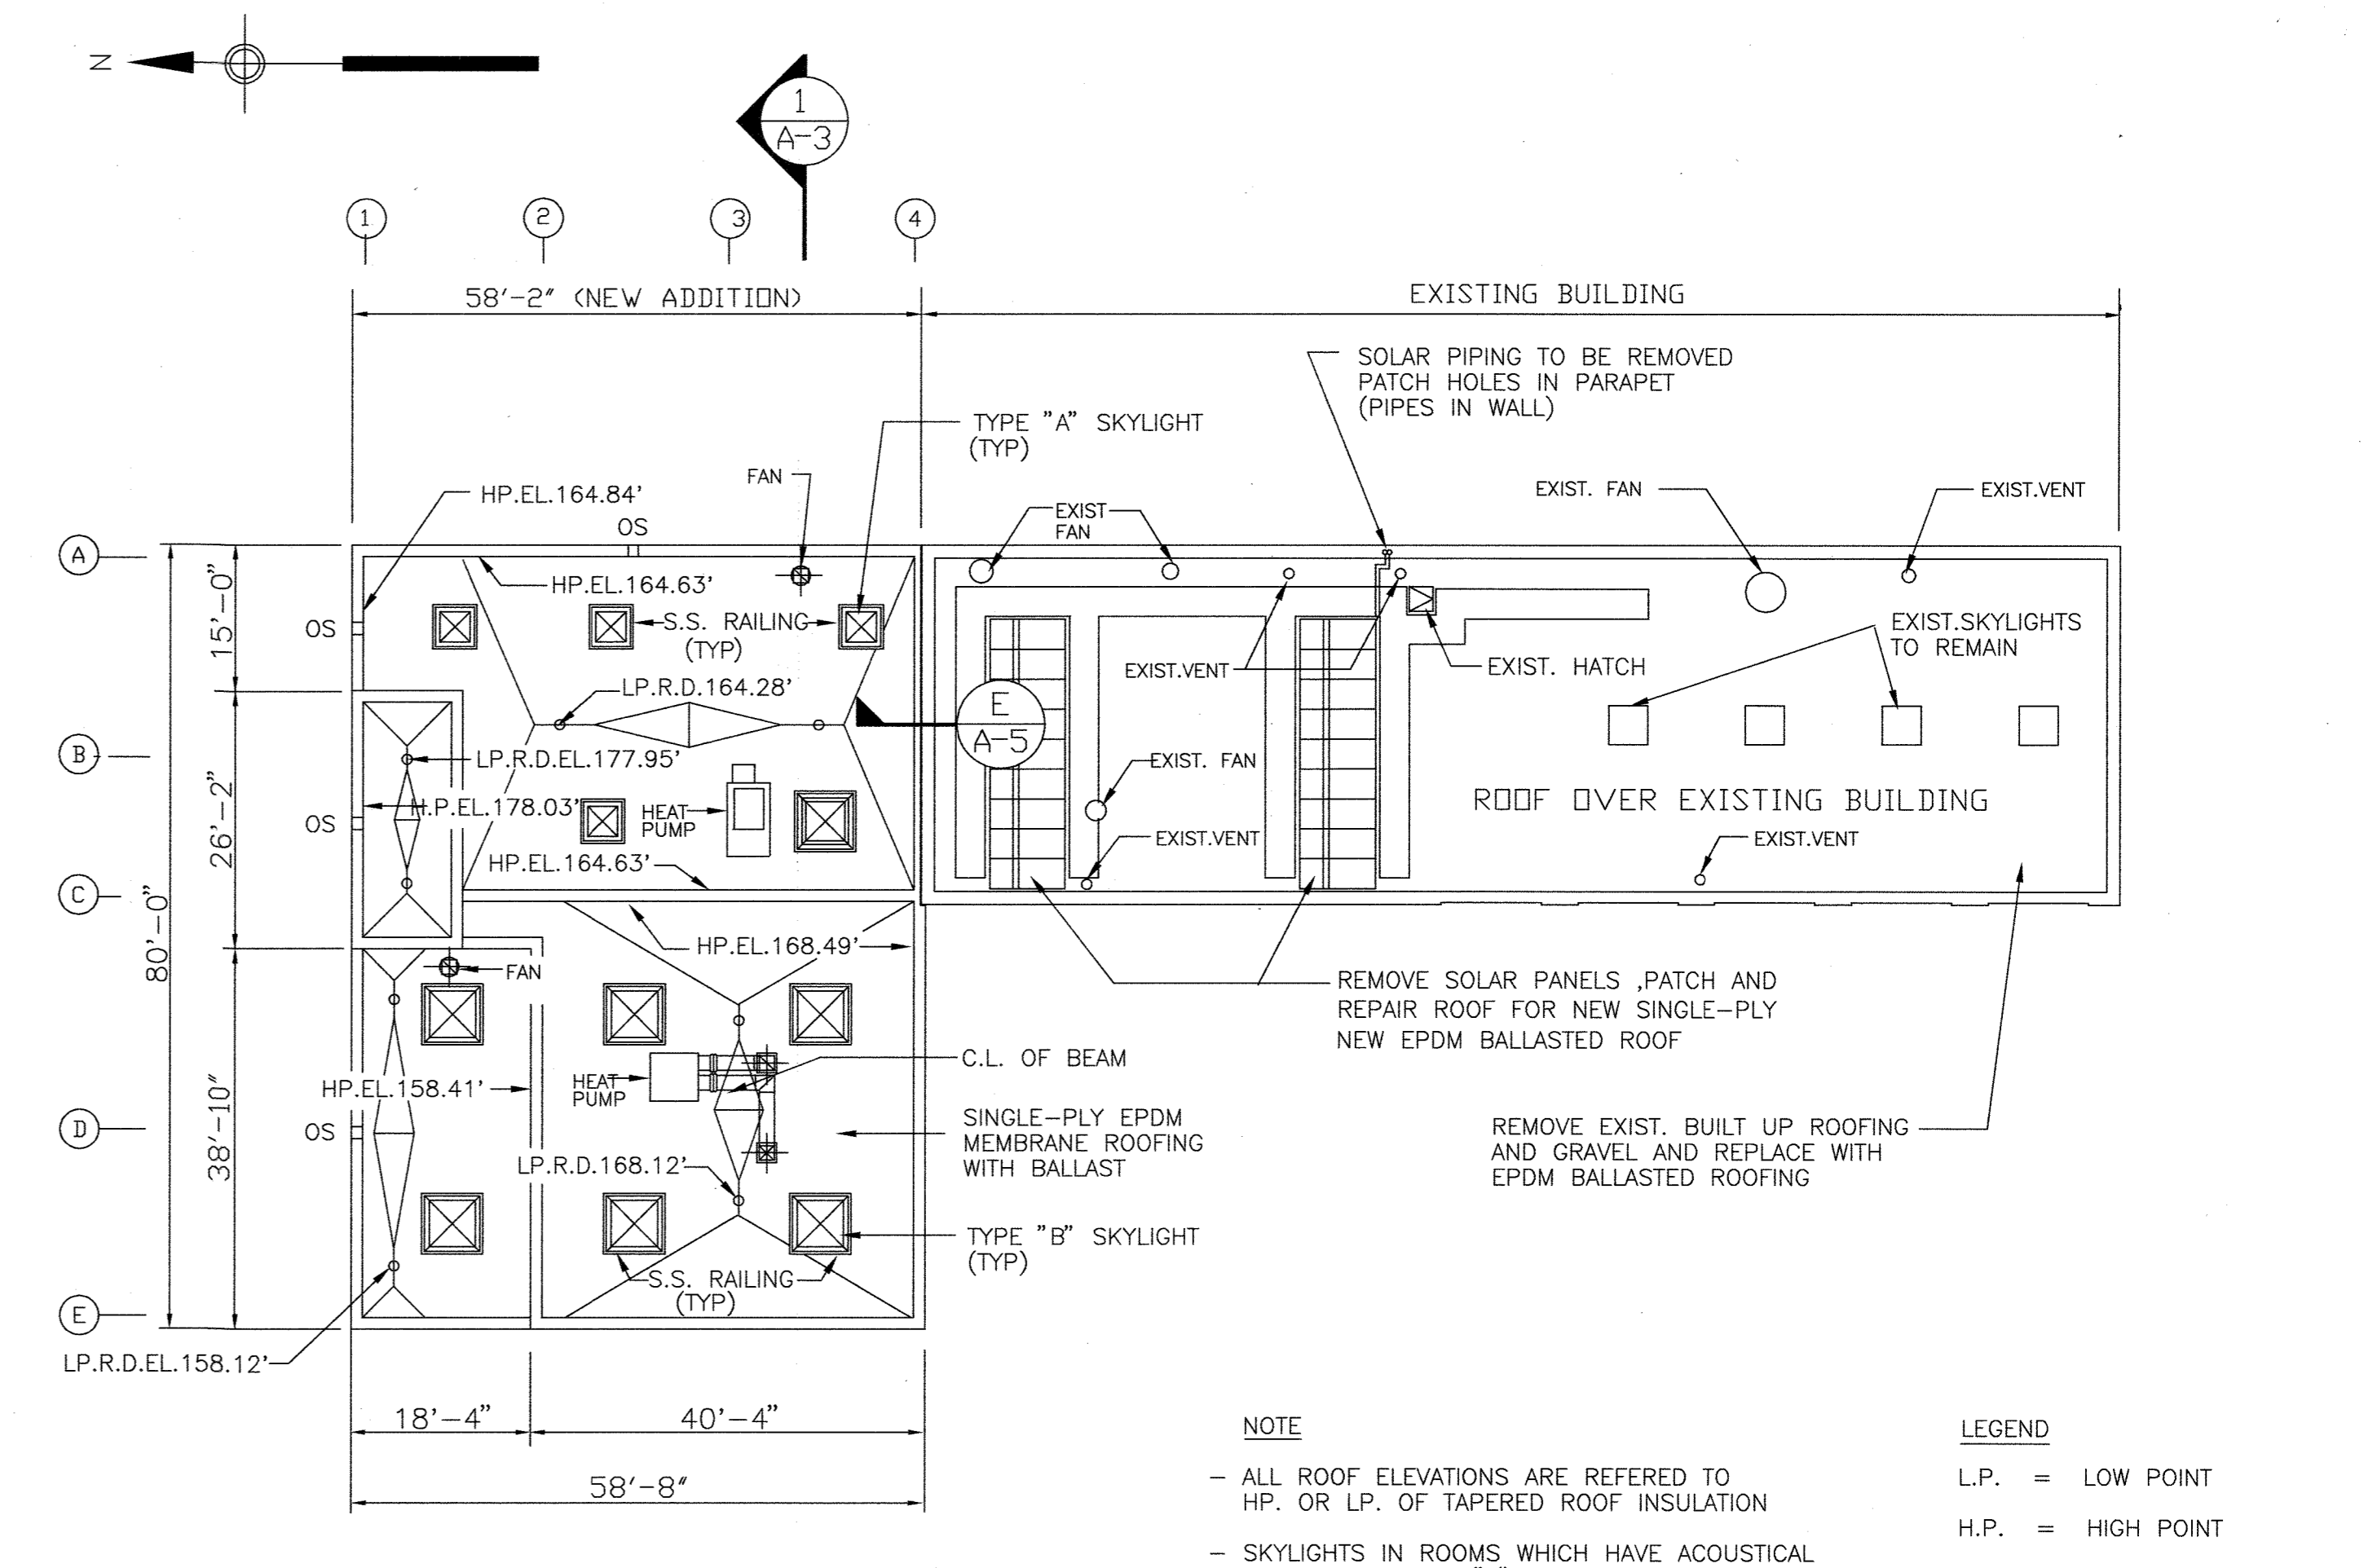 N
1
A-3
1
2
3
4
58'-2" (NEW ADDITION)
EXISTING BUILDING
SOLAR PIPING TO BE REMOVED
PATCH HOLES IN PARAPET
(PIPES IN WALL)
TYPE "A" SKYLIGHT
(TYP)
FAN
HP.EL.164.84'
OS
EXIST
FAN
EXIST. FAN
EXIST.VENT
A
HP.EL.164.63'
15'-0"
OS
S.S. RAILING
(TYP)
EXIST.SKYLIGHTS
TO REMAIN
EXIST.VENT
EXIST. HATCH
LP.R.D.164.28'
E
A-5
B
LP.R.D.EL.177.95'
EXIST. FAN
26'-2"
H.P.EL.178.03'
OS
HEAT
PUMP
ROOF OVER EXISTING BUILDING
EXIST.VENT
EXIST.VENT
HP.EL.164.63'
C
80'-0"
HP.EL.168.49'
FAN
REMOVE SOLAR PANELS ,PATCH AND
REPAIR ROOF FOR NEW SINGLE-PLY
NEW EPDM BALLASTED ROOF
C.L. OF BEAM
HEAT
PUMP
HP.EL.158.41'
38'-10"
D
OS
SINGLE-PLY EPDM
MEMBRANE ROOFING
WITH BALLAST
REMOVE EXIST. BUILT UP ROOFING
AND GRAVEL AND REPLACE WITH
EPDM BALLASTED ROOFING
LP.R.D.168.12'
TYPE "B" SKYLIGHT
(TYP)
S.S. RAILING
(TYP)
E
LP.R.D.EL.158.12'
18'-4"
40'-4"
58'-8"
NOTE
- ALL ROOF ELEVATIONS ARE REFERED TO
HP. OR LP. OF TAPERED ROOF INSULATION
- SKYLIGHTS IN ROOMS WHICH HAVE ACOUSTICAL
LEGEND
L.P. = LOW POINT
H.P. = HIGH POINT